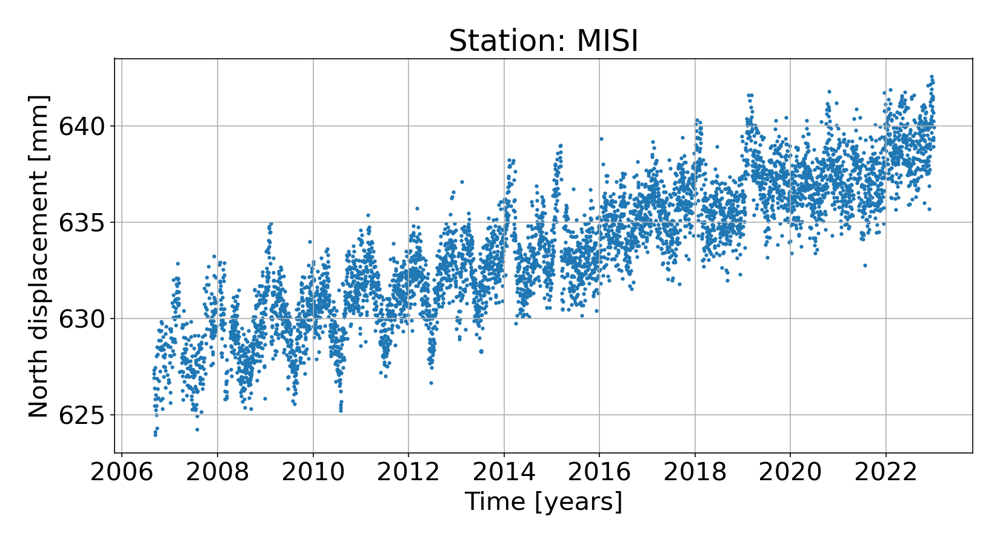 Station: MISI
North displacement [mm]
640
635
630
625
2006 2008 2010 2012 2014 2016 2018 2020 2022
Time [years]